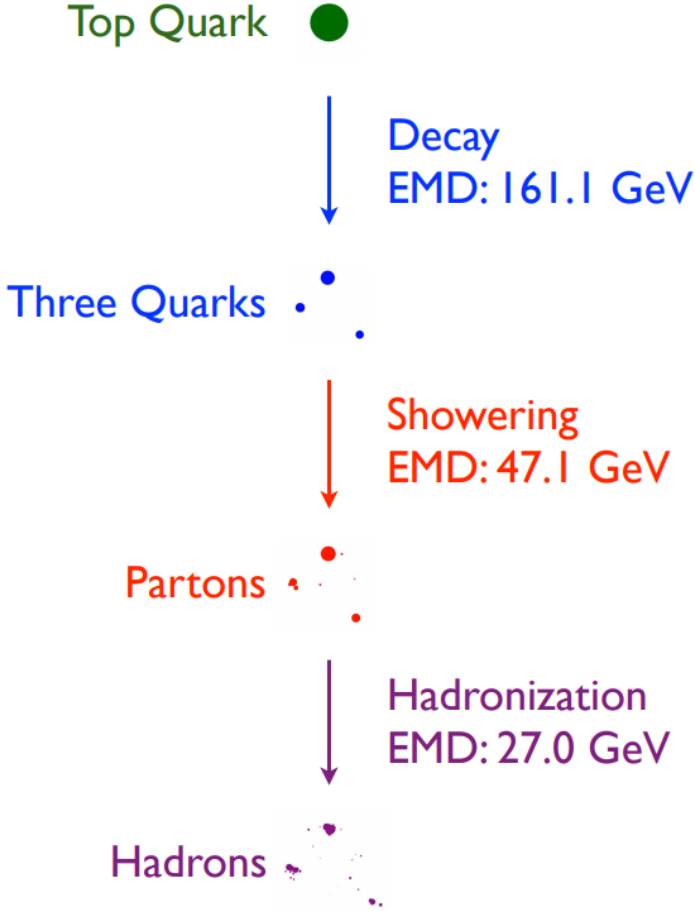 Top Quark
Decay
EMD: 161.1 GeV
Three Quarks
Showering
EMD: 47.1 GeV
Partons
Hadronization
EMD: 27.0 GeV
Hadrons